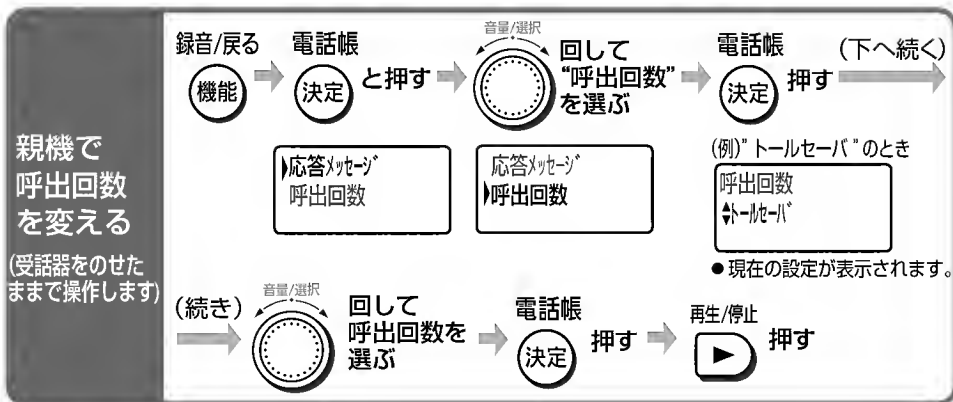 親機で
呼出回数
を変える
(受話器をのせた
ままで操作します)
録音/戻る
機能
電話帳
決定
と押す
音量/選択
回して
“呼出回数”
を選ぶ
電話帳
決定
押す
(下へ続く)
応答メッセージ
呼出回数
応答メッセージ
呼出回数
(例)”トールセーバ”のとき
呼出回数
トールセーバ
●現在の設定が表示されます。
(続き)
音量/選択
回して
呼出回数を
選ぶ
電話帳
決定
押す
再生/停止
押す